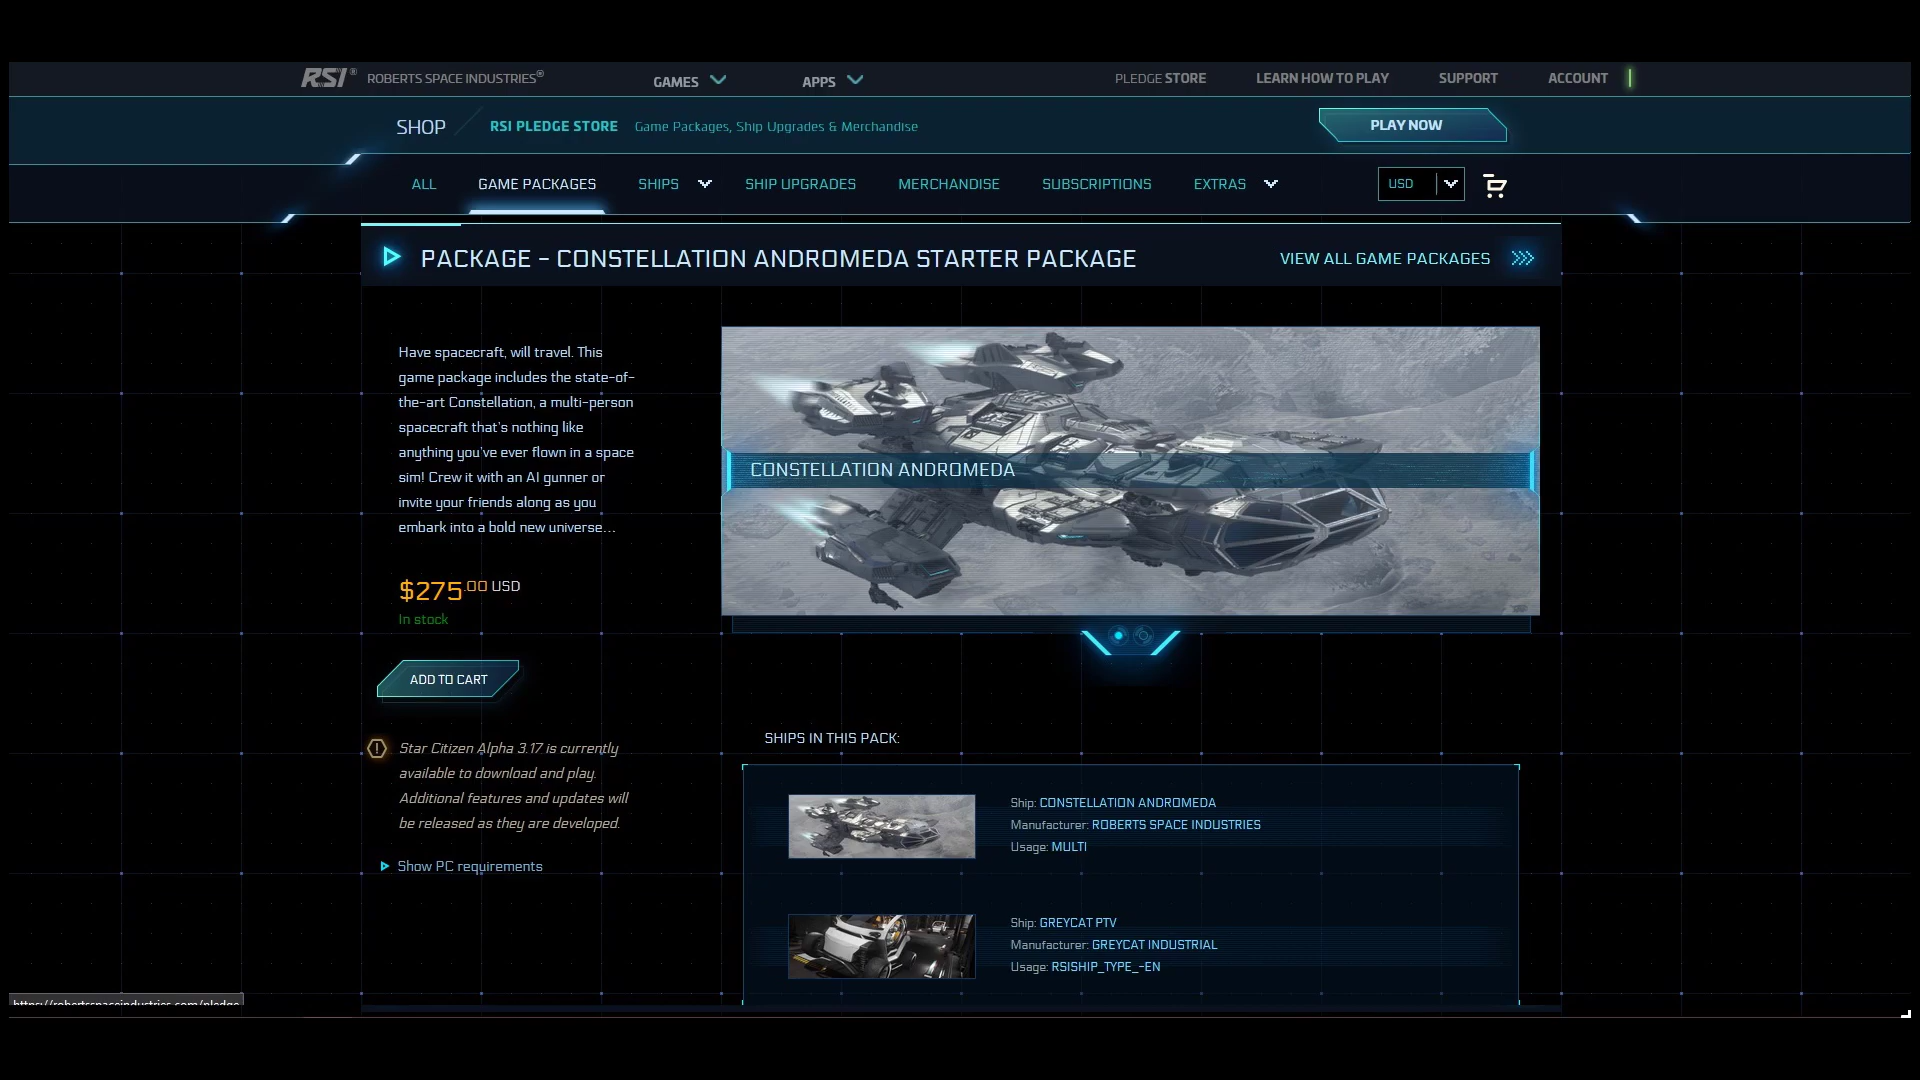 RSI® ROBERTS SPACE INDUSTRIES®
GAMES
APPS
PLEDGE STORE
LEARN HOW TO PLAY
SUPPORT
ACCOUNT
SHOP
RSI PLEDGE STORE
Game Packages, Ship Upgrades & Merchandise
PLAY NOW
ALL
GAME PACKAGES
SHIPS
SHIP UPGRADES
MERCHANDISE
SUBSCRIPTIONS
EXTRAS
USD
PACKAGE - CONSTELLATION ANDROMEDA STARTER PACKAGE
VIEW ALL GAME PACKAGES
Have spacecraft, will travel. This
game package includes the state-of-
the-art Constellation, a multi-person
spacecraft that's nothing like
anything you've ever flown in a space
sim! Crew it with an AI gunner or
invite your friends along as you
embark into a bold new universe...
CONSTELLATION ANDROMEDA
$275.00 USD
In stock
ADD TO CART
Star Citizen Alpha 3.17 is currently
available to download and play.
Additional features and updates will
be released as they are developed.
Show PC requirements
SHIPS IN THIS PACK:
Ship: CONSTELLATION ANDROMEDA
Manufacturer: ROBERTS SPACE INDUSTRIES
Usage: MULTI
Ship: GREYCAT PTV
Manufacturer: GREYCAT INDUSTRIAL
Usage: RSISHIP_TYPE_-EN
https://robertsspaceindustries.com/pledge